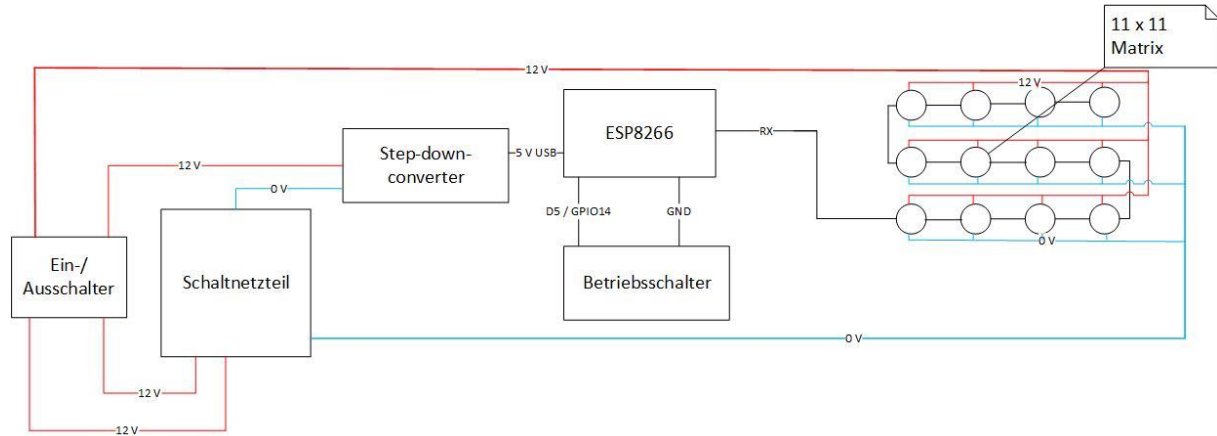 11 x 11
Matrix
12 V
12 V
ESP8266
RX
Step-down-
converter
5 V USB
12 V
0 V
D5 / GPIO14
GND
0 V
Ein-/
Ausschalter
Schaltnetzteil
Betriebsschalter
0 V
12 V
12 V